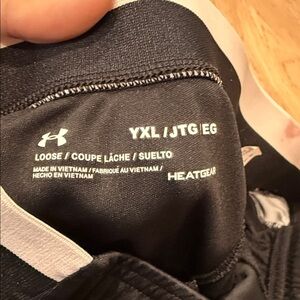 YXL / JTG / EG
LOOSE / COUPE LÂCHE / SUELTO
MADE IN VIETNAM / FABRIQUÉ AU VIETNAM /
HECHO EN VIETNAM
HEATGEAR